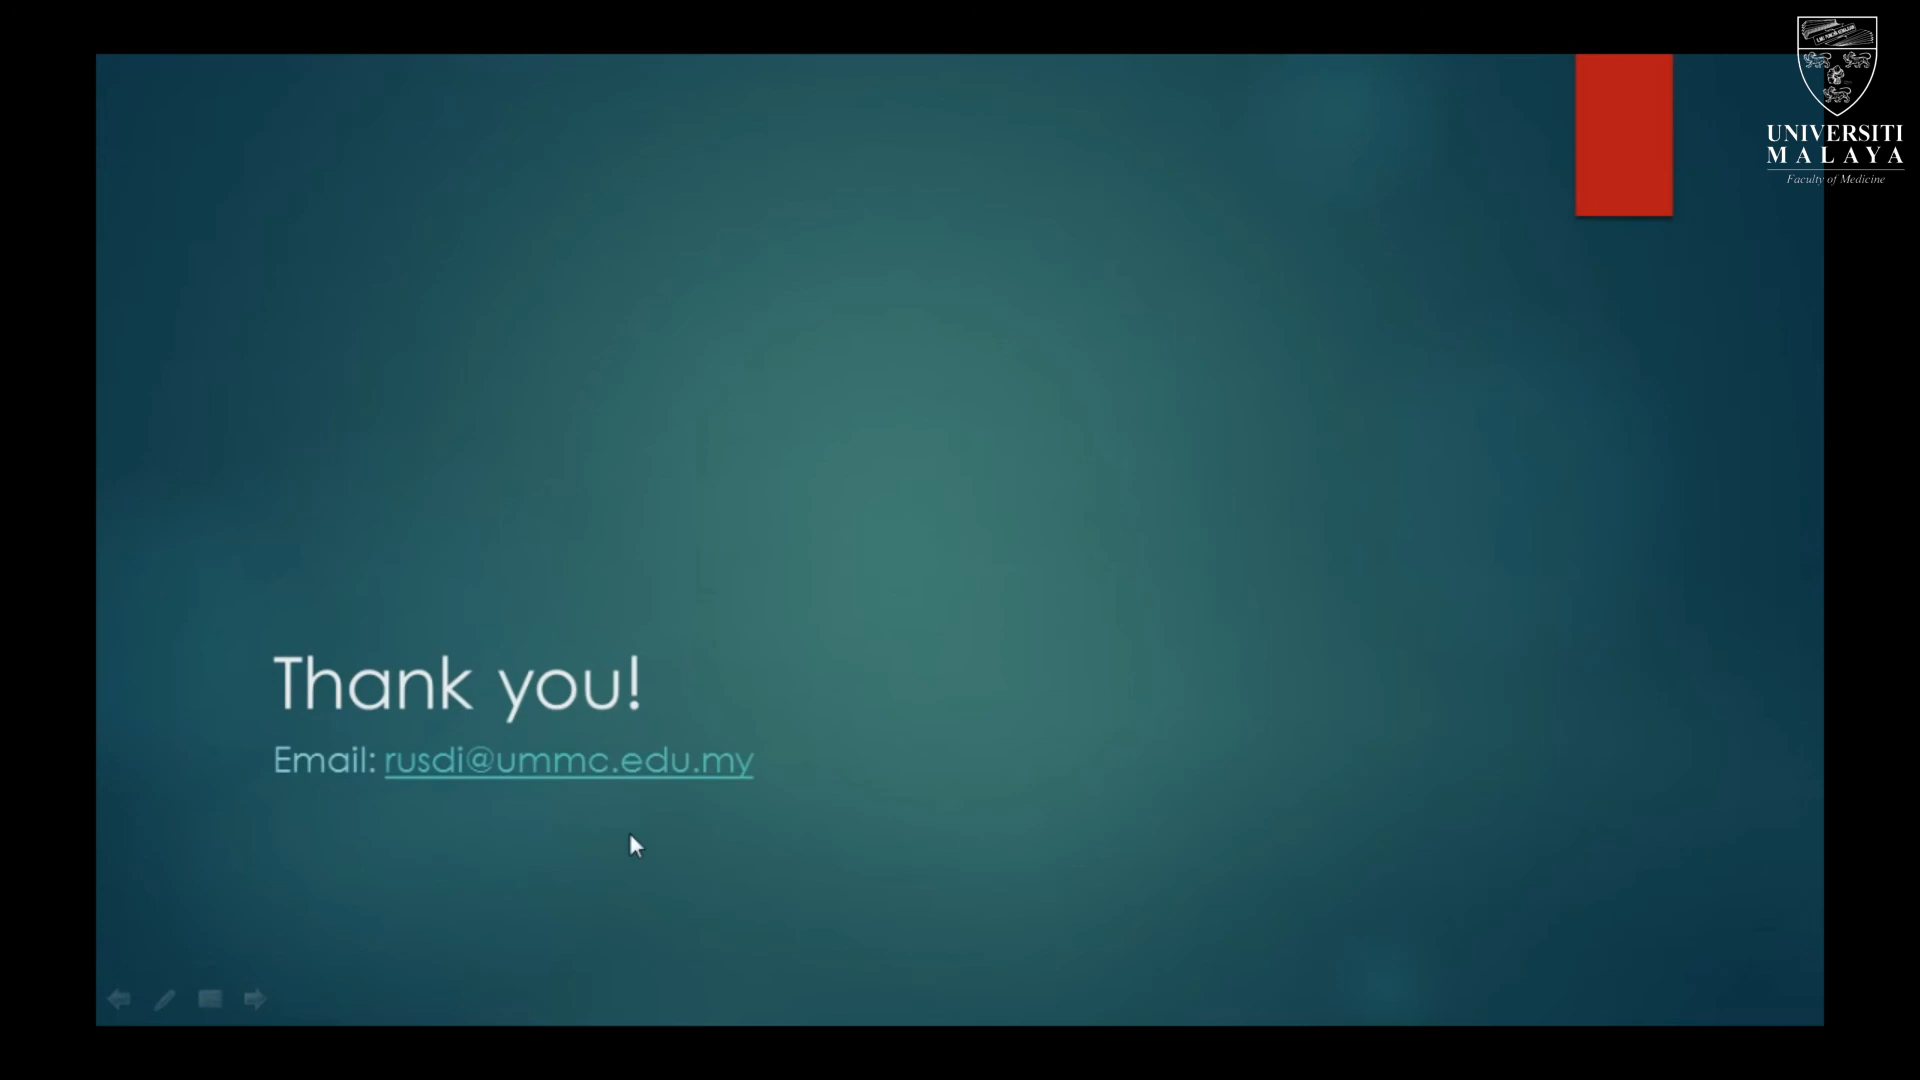 UNIVERSITI
MALAYA
Faculty of Medicine
Thank you!
Email: rusdi@ummc.edu.my